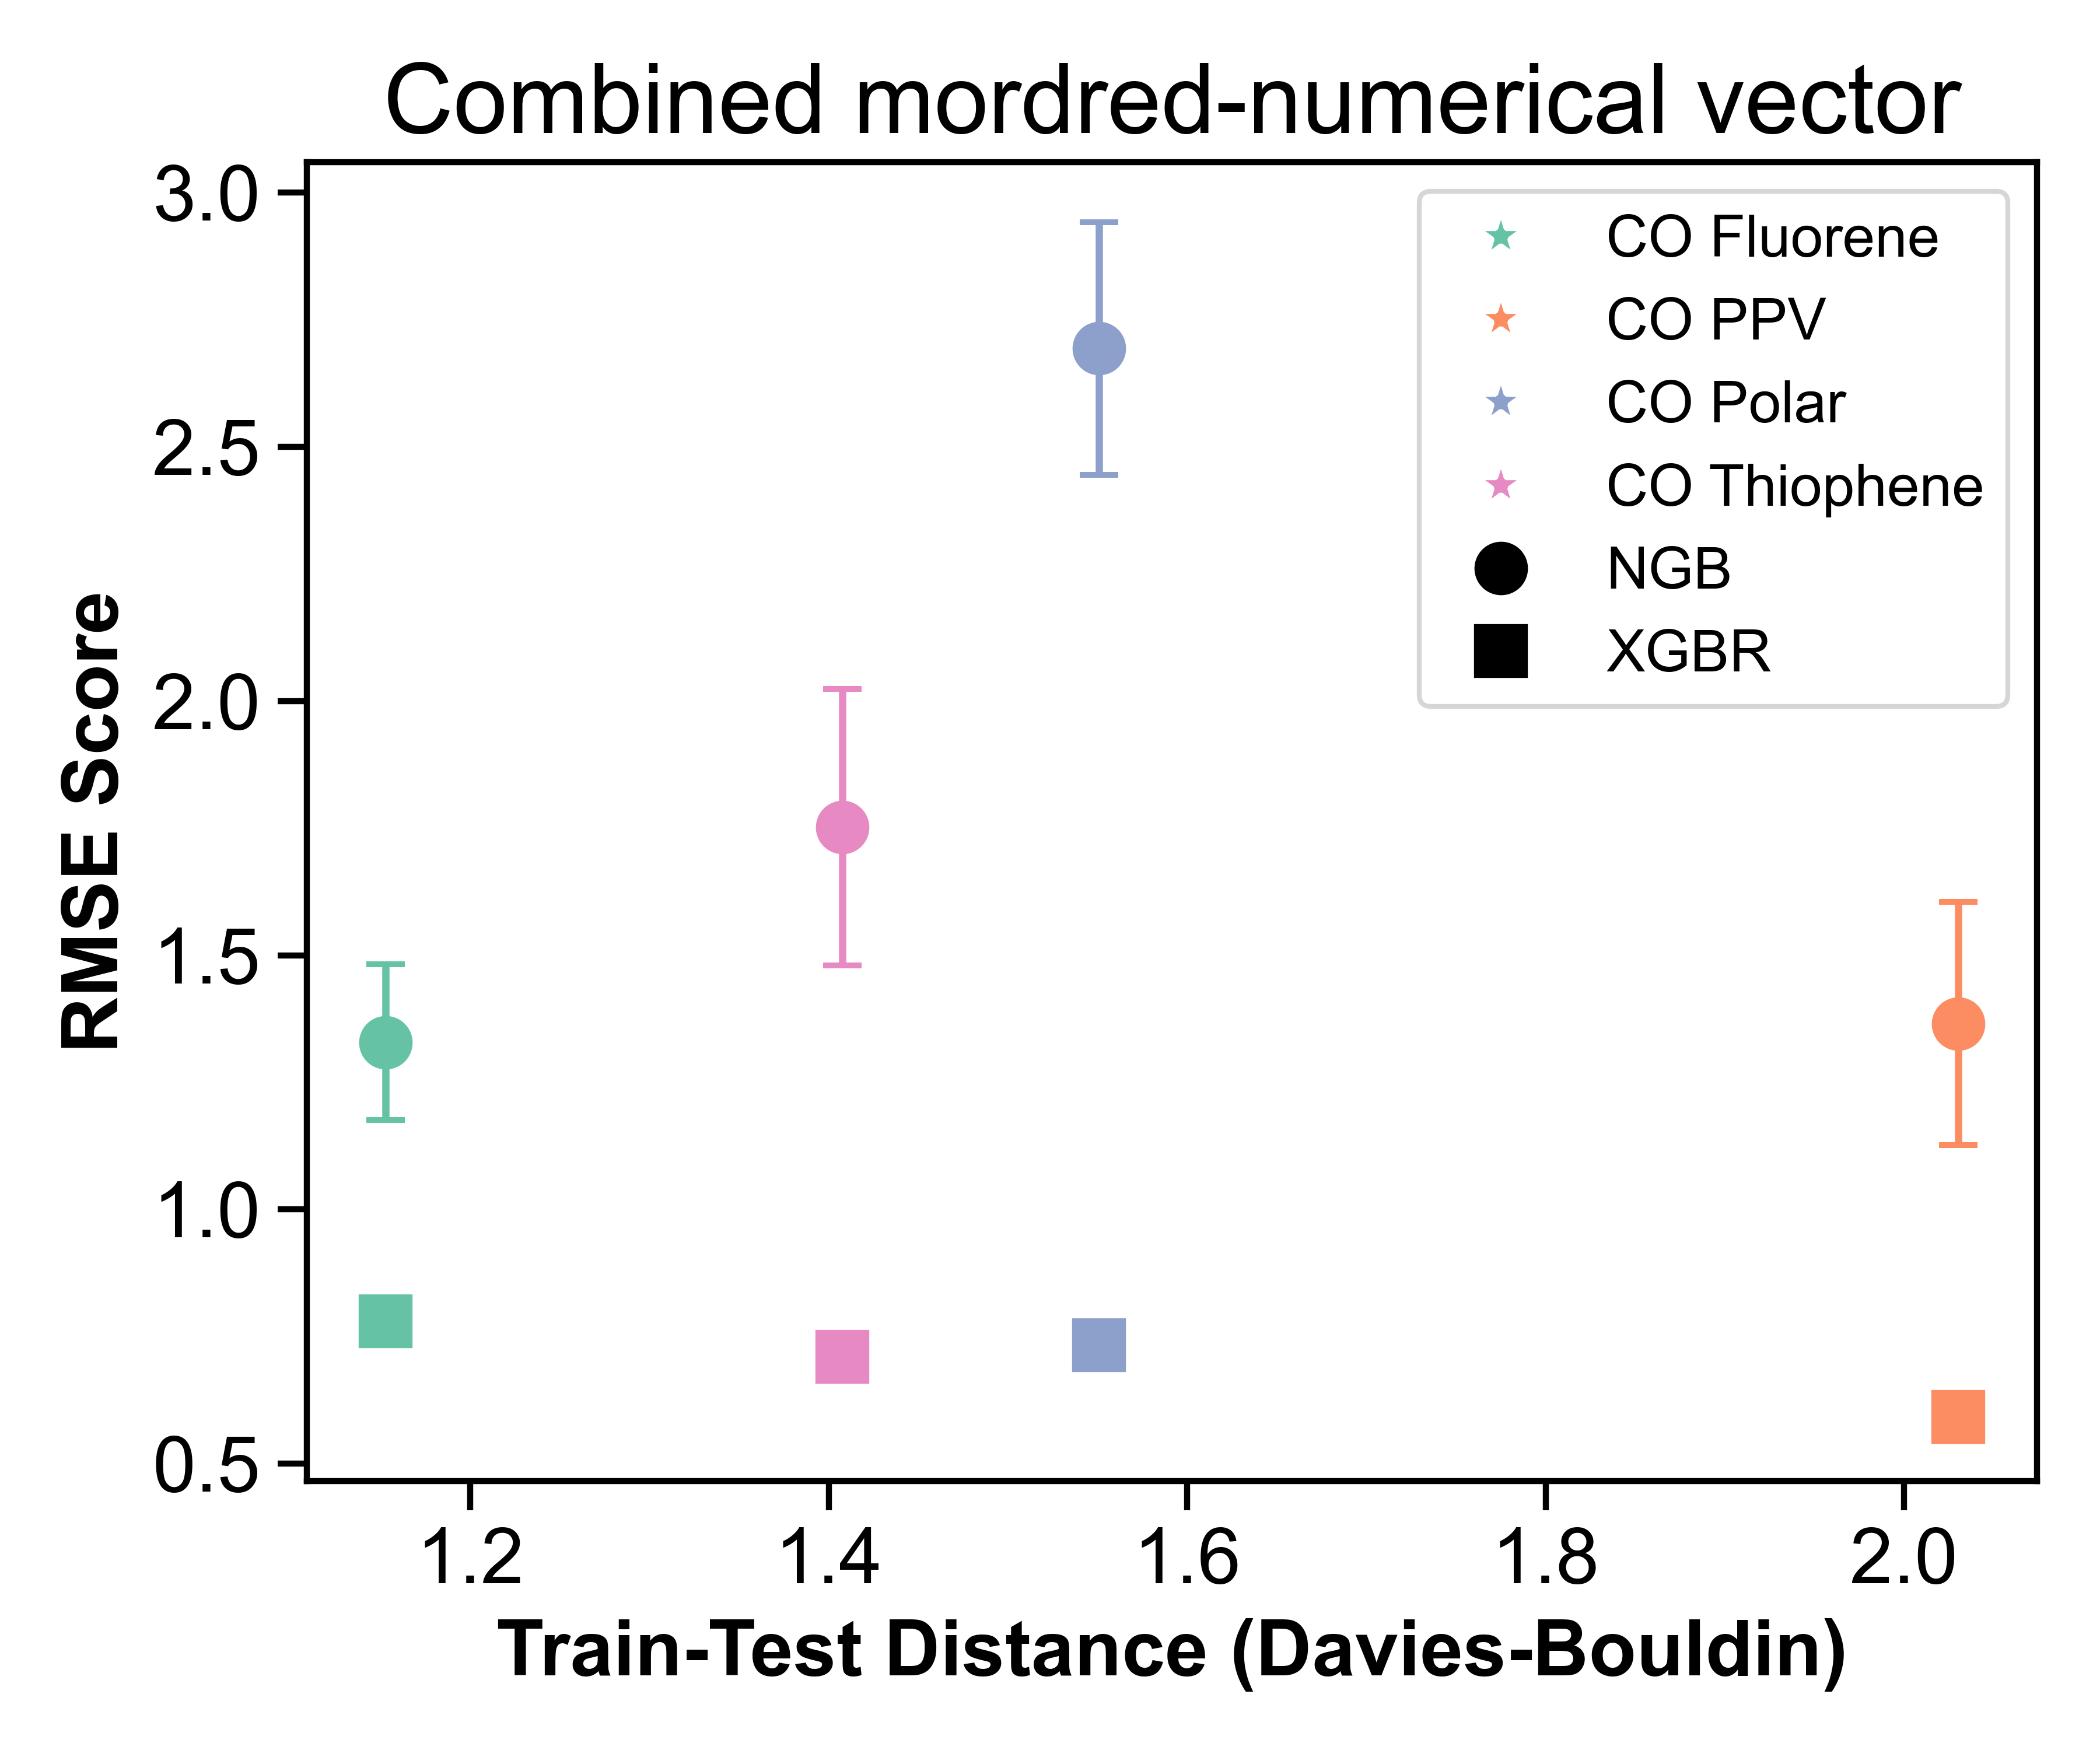 Combined mordred-numerical vector
3.0
2.5
2.0
1.5
1.0
0.5
RMSE Score
CO Fluorene
CO PPV
CO Polar
CO Thiophene
NGB
XGBR
1.2
1.4
1.6
1.8
2.0
Train-Test Distance (Davies-Bouldin)